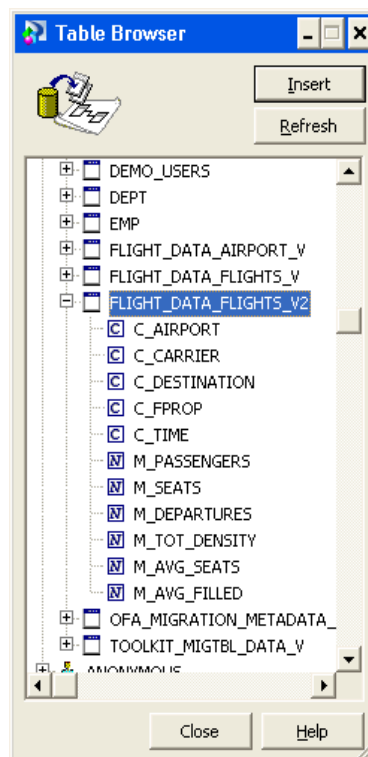 Table Browser
Insert
Refresh
DEMO_USERS
DEPT
EMP
FLIGHT_DATA_AIRPORT_V
FLIGHT_DATA_FLIGHTS_V
FLIGHT_DATA_FLIGHTS_V2
C C_AIRPORT
C C_CARRIER
C C_DESTINATION
C C_FPROP
C C_TIME
N M_PASSENGERS
N M_SEATS
N M_DEPARTURES
N M_TOT_DENSITY
N M_AVG_SEATS
N M_AVG_FILLED
OFA_MIGRATION_METADATA_
TOOLKIT_MIGTBL_DATA_V
ANONYMOUS
Close Help